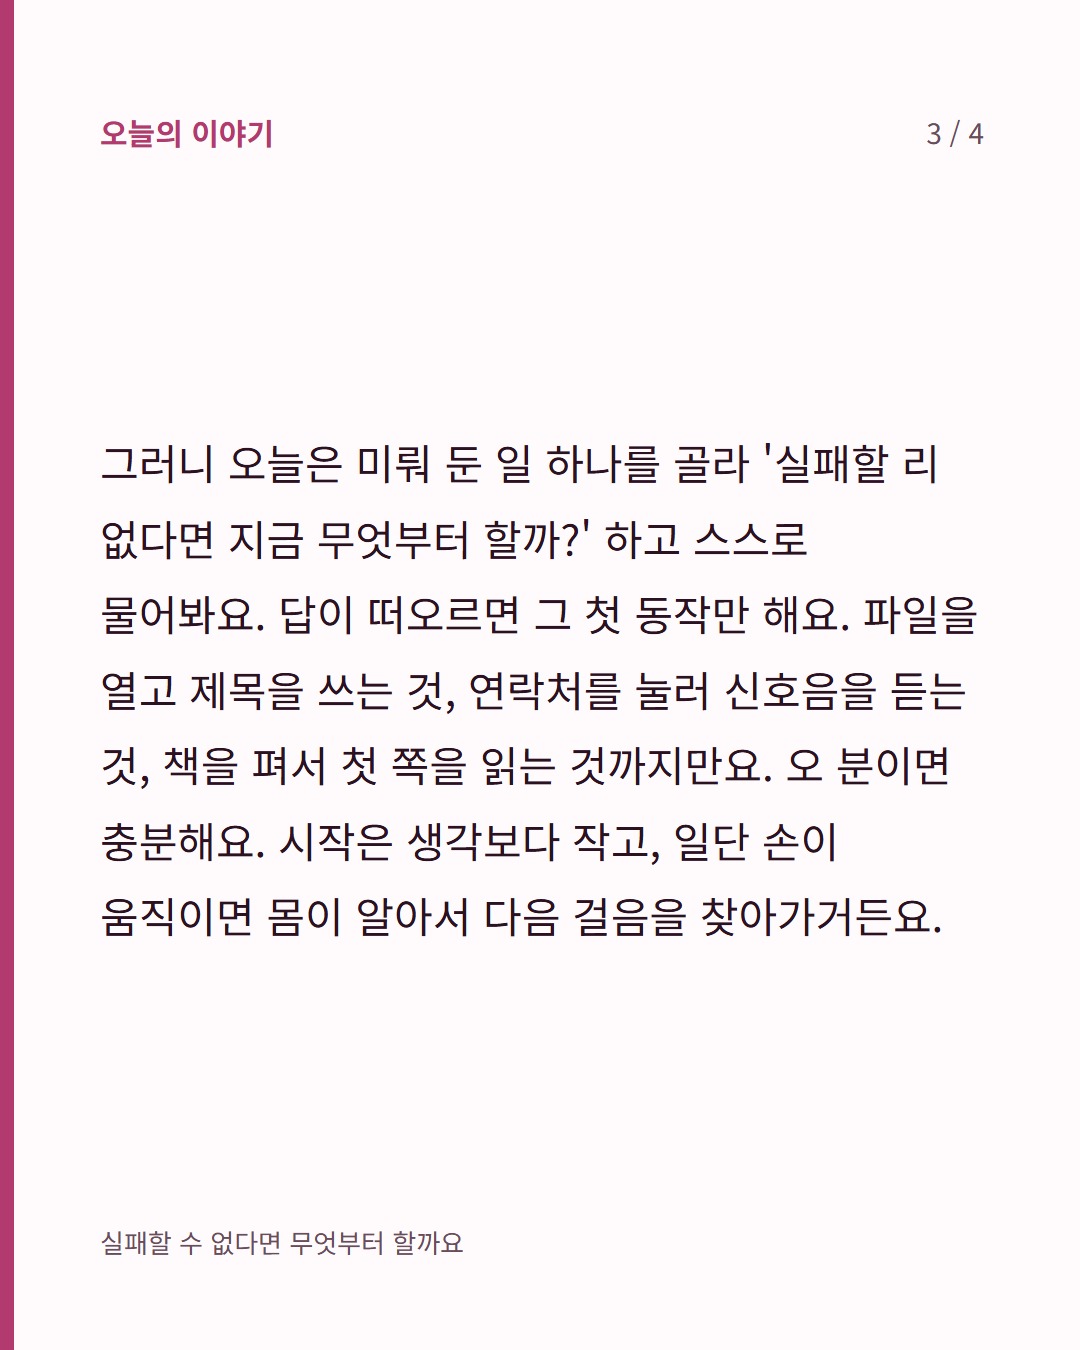 오늘의 이야기
3 / 4
그러니 오늘은 미뤄 둔 일 하나를 골라 '실패할 리
없다면 지금 무엇부터 할까?' 하고 스스로
물어봐요. 답이 떠오르면 그 첫 동작만 해요. 파일을
열고 제목을 쓰는 것, 연락처를 눌러 신호음을 듣는
것, 책을 펴서 첫 쪽을 읽는 것까지만요. 오 분이면
충분해요. 시작은 생각보다 작고, 일단 손이
움직이면 몸이 알아서 다음 걸음을 찾아가거든요.
실패할 수 없다면 무엇부터 할까요